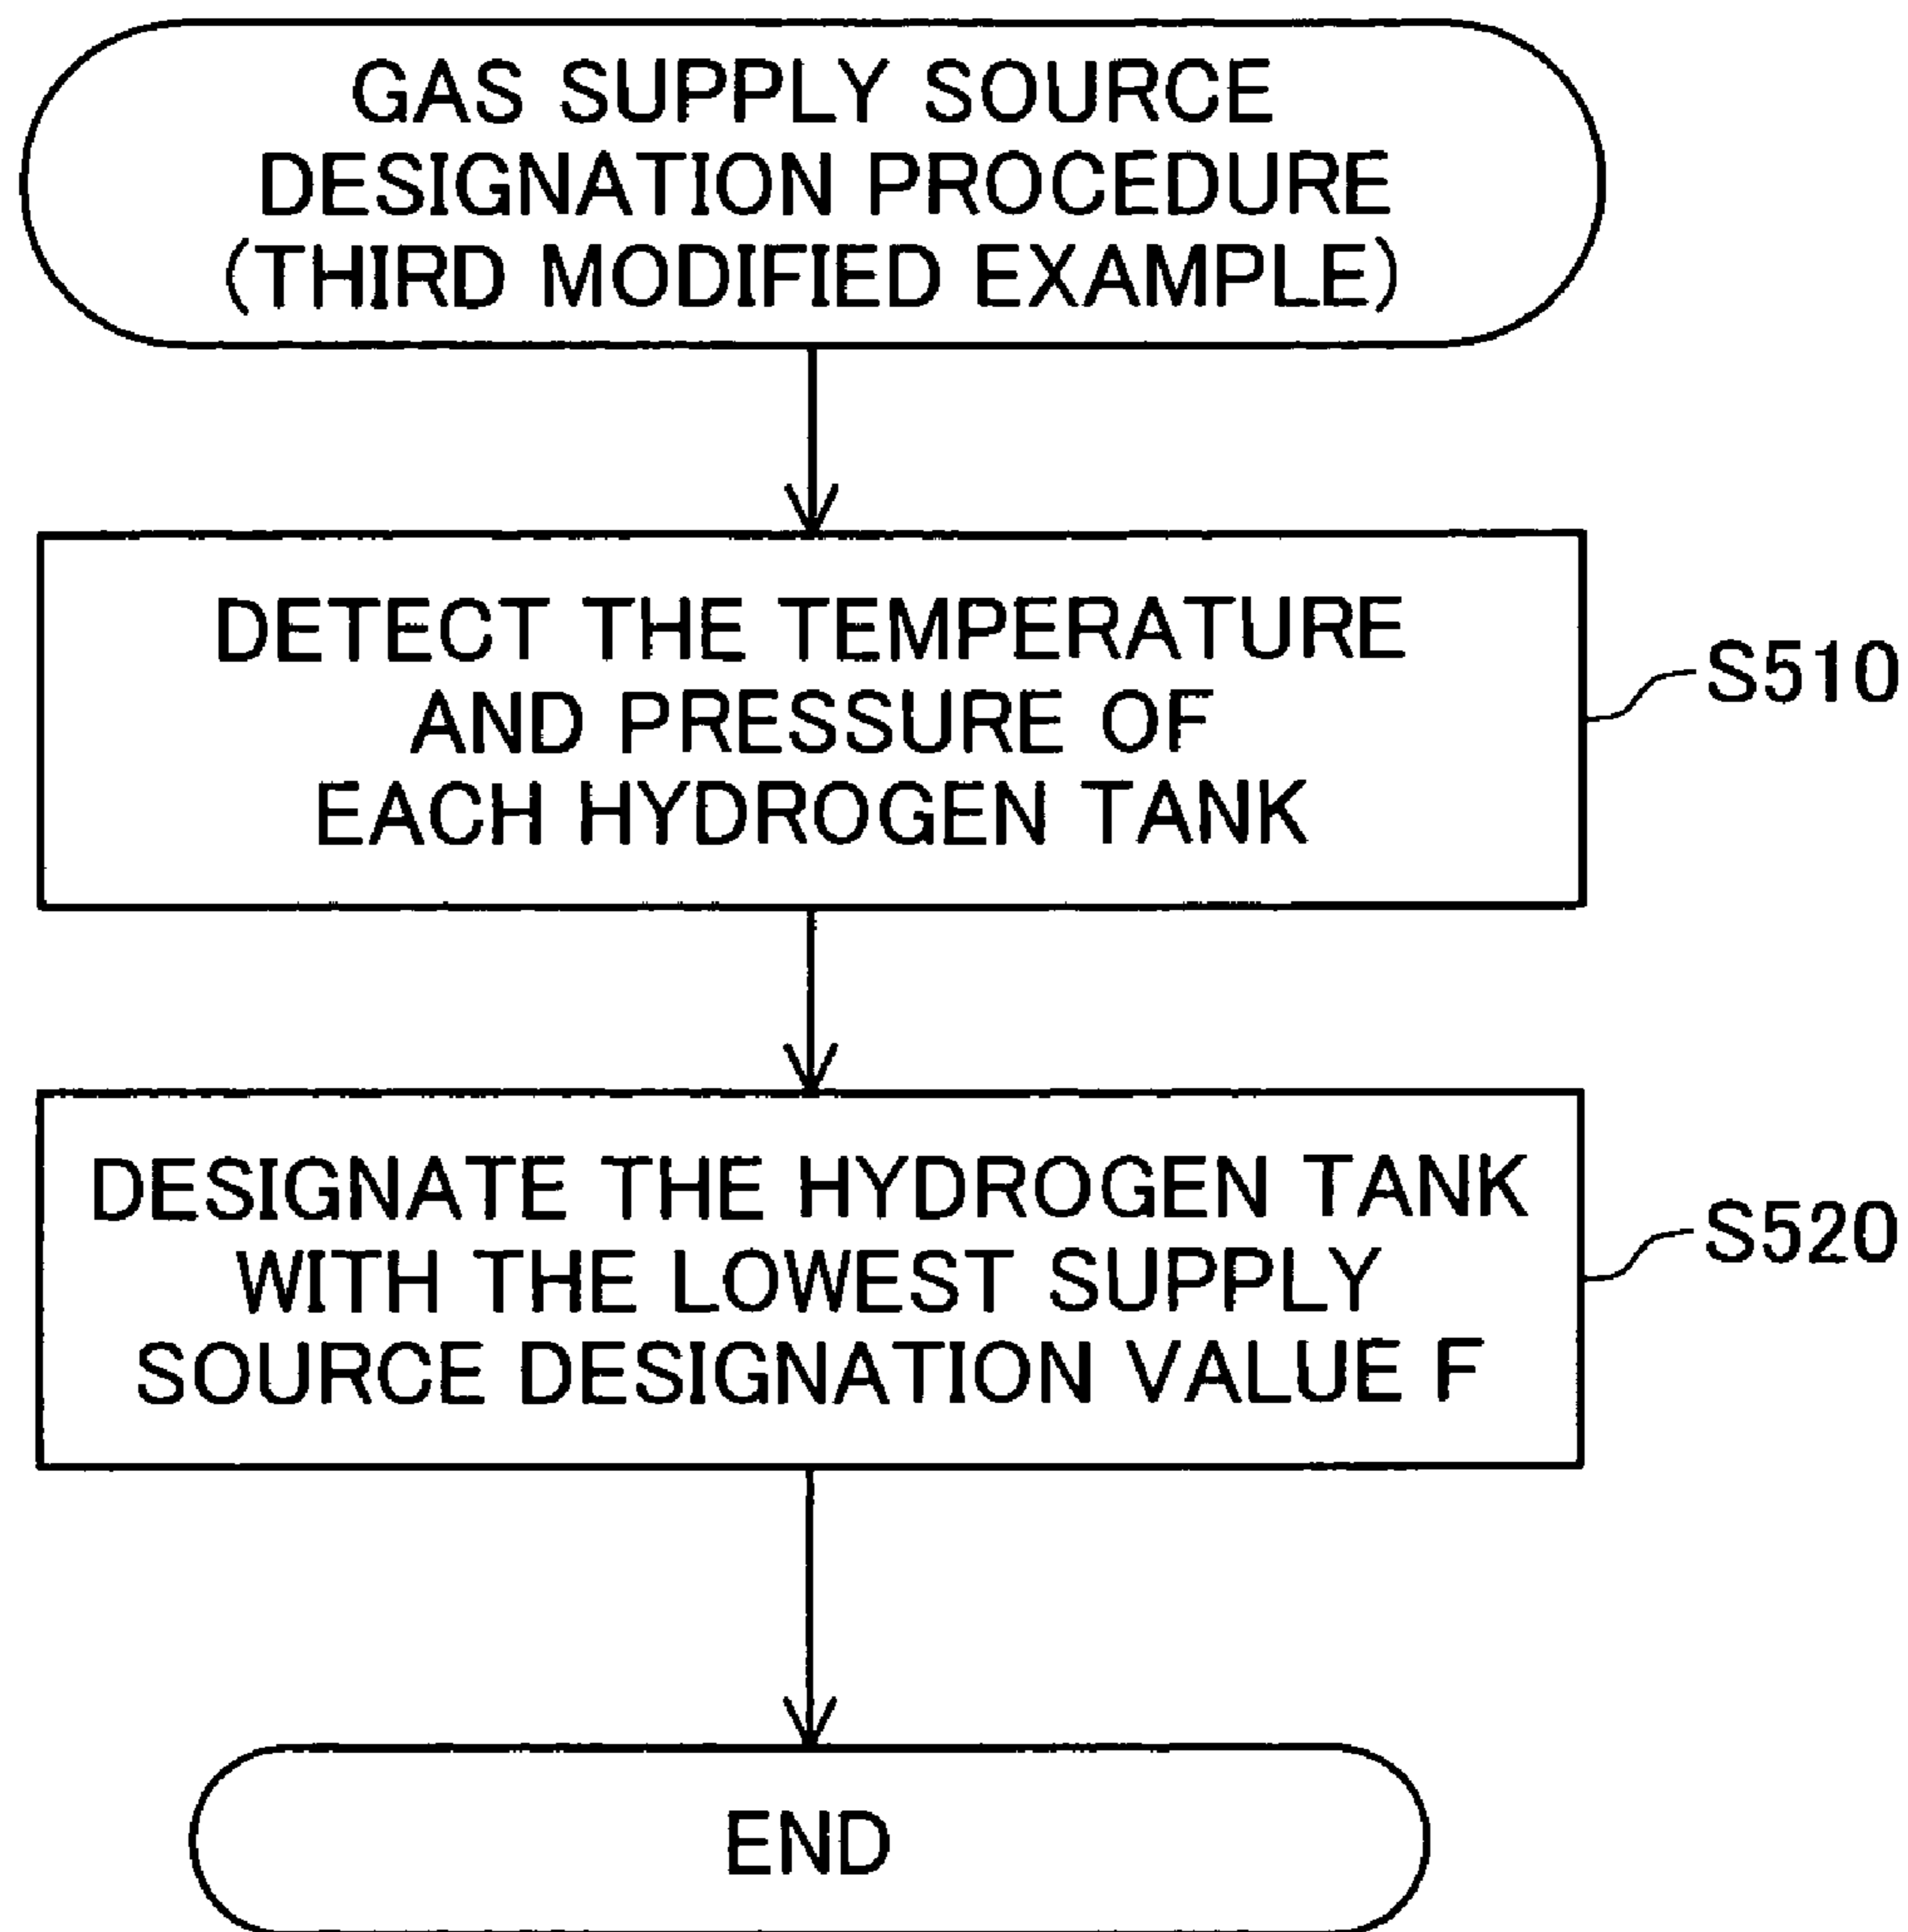 GAS SUPPLY SOURCE
DESIGNATION PROCEDURE
(THIRD MODIFIED EXAMPLE)
DETECT THE TEMPERATURE
AND PRESSURE OF
EACH HYDROGEN TANK
S510
DESIGNATE THE HYDROGEN TANK
WITH THE LOWEST SUPPLY
SOURCE DESIGNATION VALUE F
S520
END